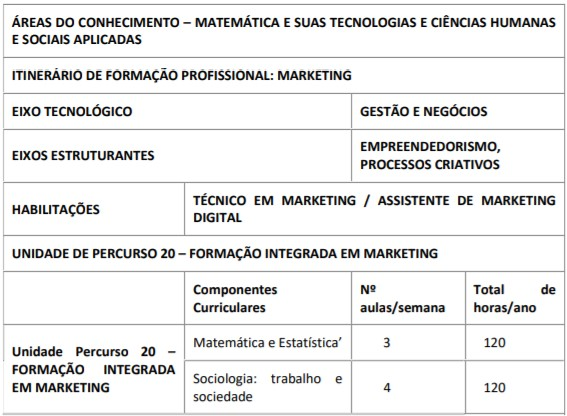 ÁREAS DO CONHECIMENTO – MATEMÁTICA E SUAS TECNOLOGIAS E CIÊNCIAS HUMANAS
E SOCIAIS APLICADAS
ITINERÁRIO DE FORMAÇÃO PROFISSIONAL: MARKETING
EIXO TECNOLÓGICO
GESTÃO E NEGÓCIOS
EIXOS ESTRUTURANTES
EMPREENDEDORISMO,
PROCESSOS CRIATIVOS
HABILITAÇÕES
TÉCNICO EM MARKETING / ASSISTENTE DE MARKETING
DIGITAL
UNIDADE DE PERCURSO 20 – FORMAÇÃO INTEGRADA EM MARKETING
Componentes
Curriculares
Nº
aulas/semana
Total de
horas/ano
Unidade Percurso 20 –
FORMAÇÃO INTEGRADA
EM MARKETING
Matemática e Estatística’
3
120
Sociologia: trabalho e
sociedade
4
120